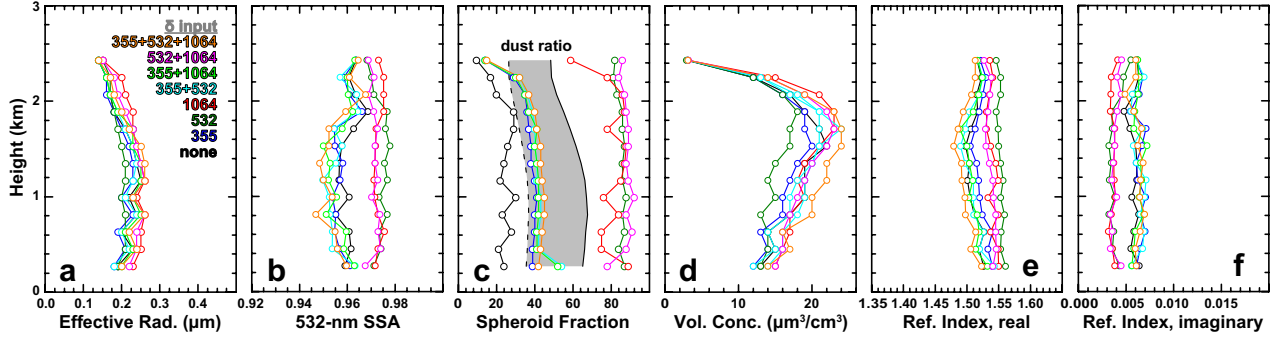 3
2
1
0
Height (km)
δ input
355+532+1064
532+1064
355+1064
355+532
1064
532
355
none
a
0.0 0.2 0.4
Effective Rad. (µm)
b
0.92 0.94 0.96 0.98
532-nm SSA
dust ratio
c
0 20 40 60 80
Spheroid Fraction
d
0 10 20
Vol. Conc. (µm³/cm³)
e
1.35 1.40 1.45 1.50 1.55 1.60
Ref. Index, real
f
0.000 0.005 0.010 0.015
Ref. Index, imaginary